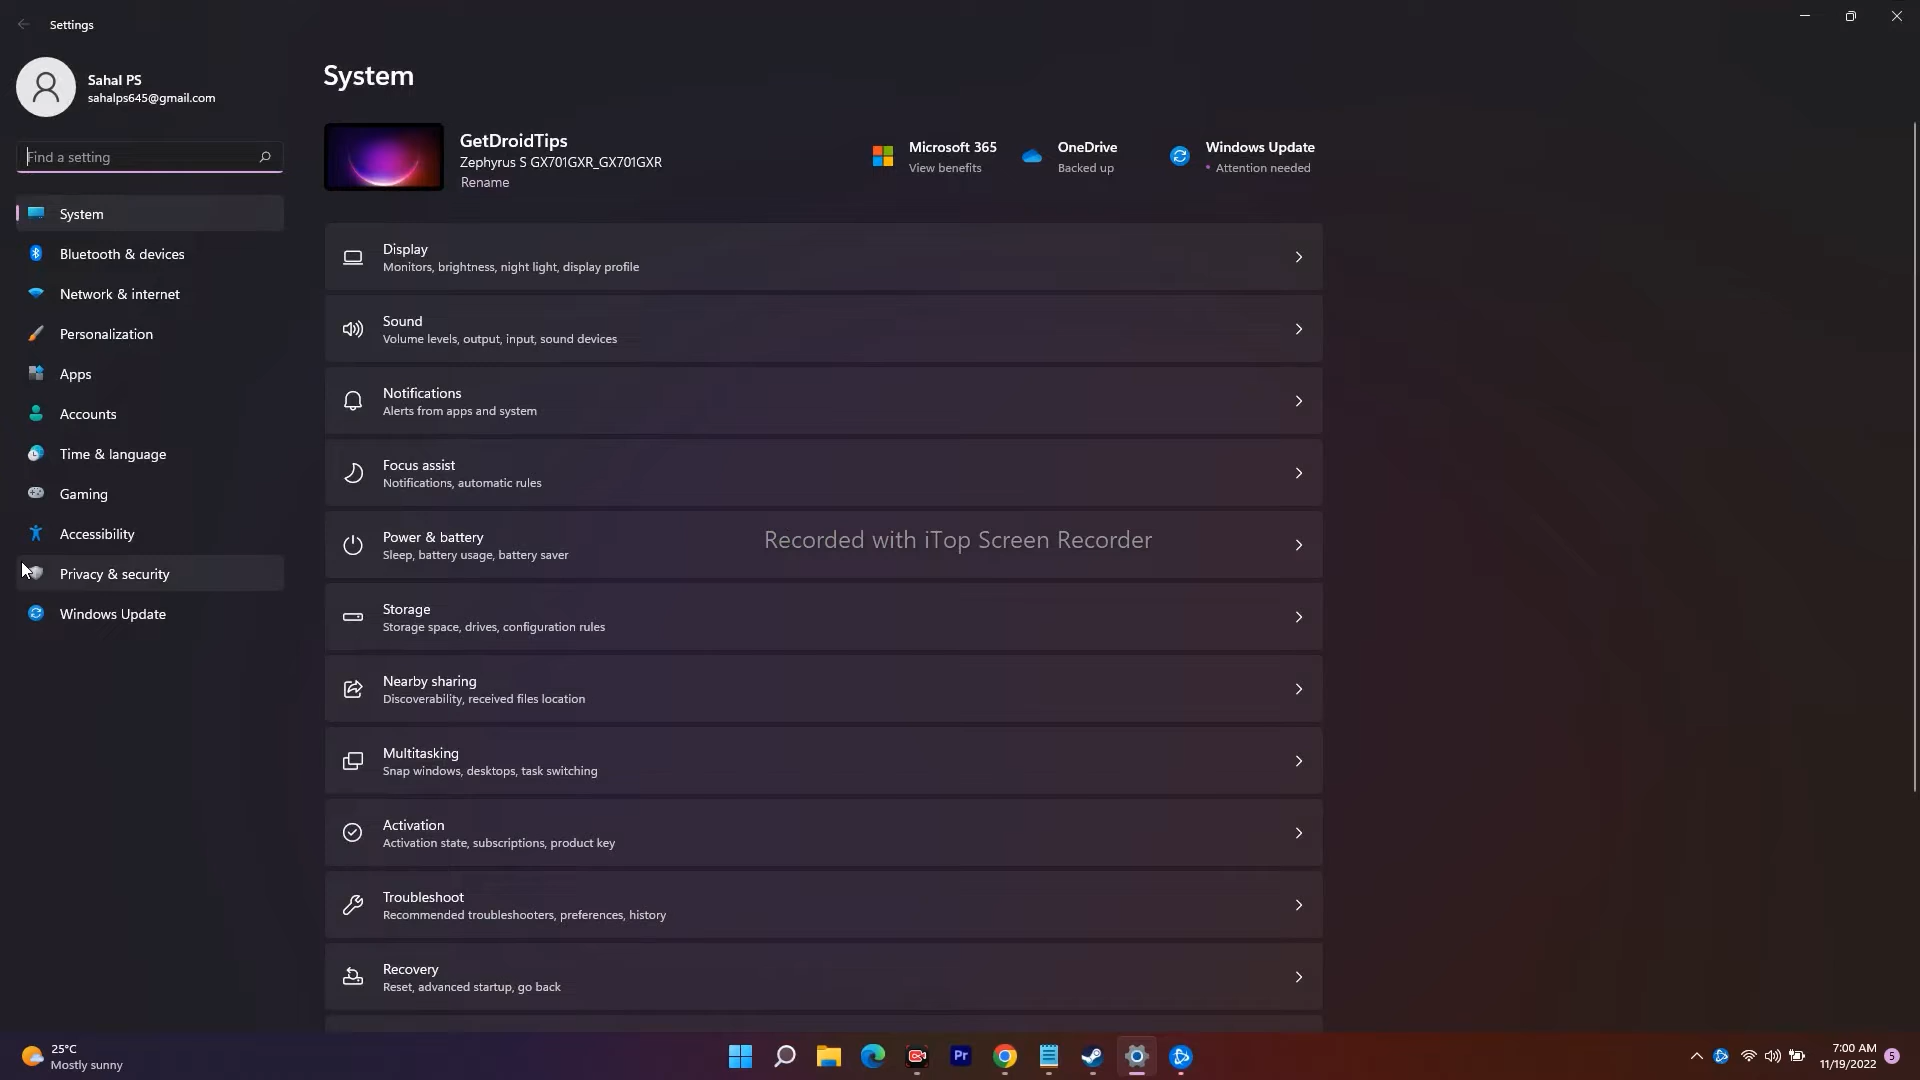 Settings
Sahal PS
sahalps645@gmail.com
Find a setting
System
Bluetooth & devices
Network & internet
Personalization
Apps
Accounts
Time & language
Gaming
Accessibility
Privacy & security
Windows Update
System
GetDroidTips
Zephyrus S GX701GXR_GX701GXR
Rename
Microsoft 365
View benefits
OneDrive
Backed up
Windows Update
• Attention needed
Display
Monitors, brightness, night light, display profile
Sound
Volume levels, output, input, sound devices
Notifications
Alerts from apps and system
Focus assist
Notifications, automatic rules
Power & battery
Sleep, battery usage, battery saver
Recorded with iTop Screen Recorder
Storage
Storage space, drives, configuration rules
Nearby sharing
Discoverability, received files location
Multitasking
Snap windows, desktops, task switching
Activation
Activation state, subscriptions, product key
Troubleshoot
Recommended troubleshooters, preferences, history
Recovery
Reset, advanced startup, go back
25°C
Mostly sunny
Pr
7:00 AM
11/19/2022
5